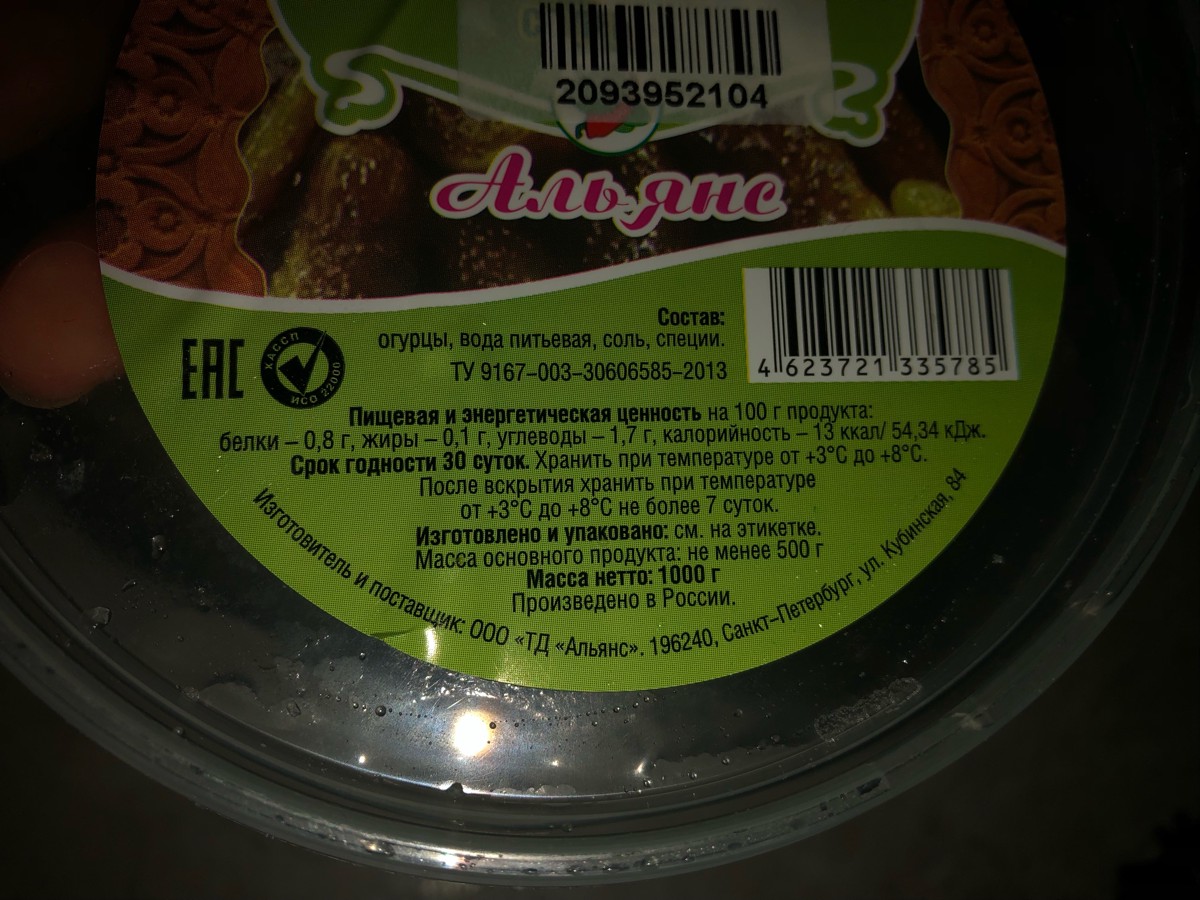 2093952104
Альянс
Состав:
огурцы, вода питьевая, соль, специи.
ТУ 9167-003-30606585-2013
4 623721 335785
ЕАС
ХАССП
ИСО 22000
Пищевая и энергетическая ценность на 100 г продукта:
белки – 0,8 г, жиры – 0,1 г, углеводы – 1,7 г, калорийность – 13 ккал/ 54,34 кДж.
Срок годности 30 суток. Хранить при температуре от +3°С до +8°С.
После вскрытия хранить при температуре
от +3°С до +8°С не более 7 суток.
Изготовлено и упаковано: см. на этикетке.
Масса основного продукта: не менее 500 г
Масса нетто: 1000 г
Произведено в России.
Изготовитель и поставщик: ООО «ТД «Альянс». 196240, Санкт-Петербург, ул. Кубинская, 84